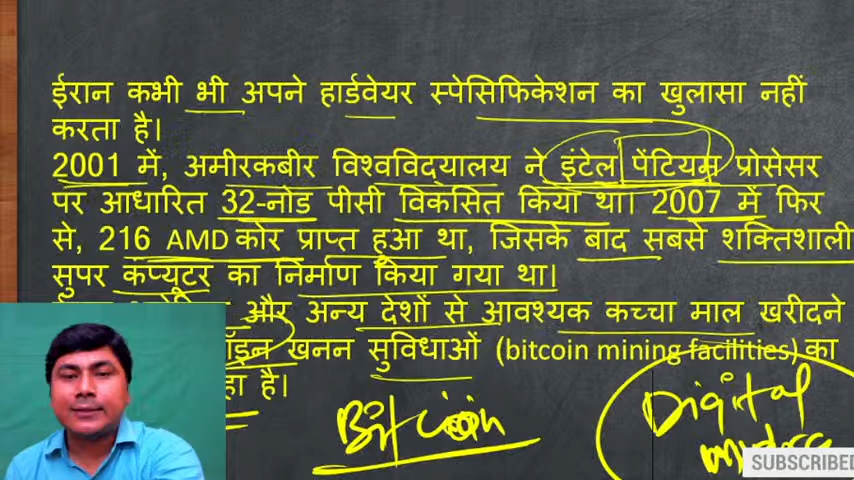 ईरान कभी भी अपने हार्डवेयर स्पेसिफिकेशन का खुलासा नहीं
करता है।
2001 में, अमीरकबीर विश्वविद्यालय ने इंटेल पेंटियम प्रोसेसर
पर आधारित 32-नोड पीसी विकसित किया था। 2007 में फिर
से, 216 AMD कोर प्राप्त हुआ था, जिसके बाद सबसे शक्तिशाली
सुपर कंप्यूटर का निर्माण किया गया था।
और अन्य देशों से आवश्यक कच्चा माल खरीदने
खनन सुविधाओं (bitcoin mining facilities) का
है।
Bitcoin
Digital
SUBSCRIBED